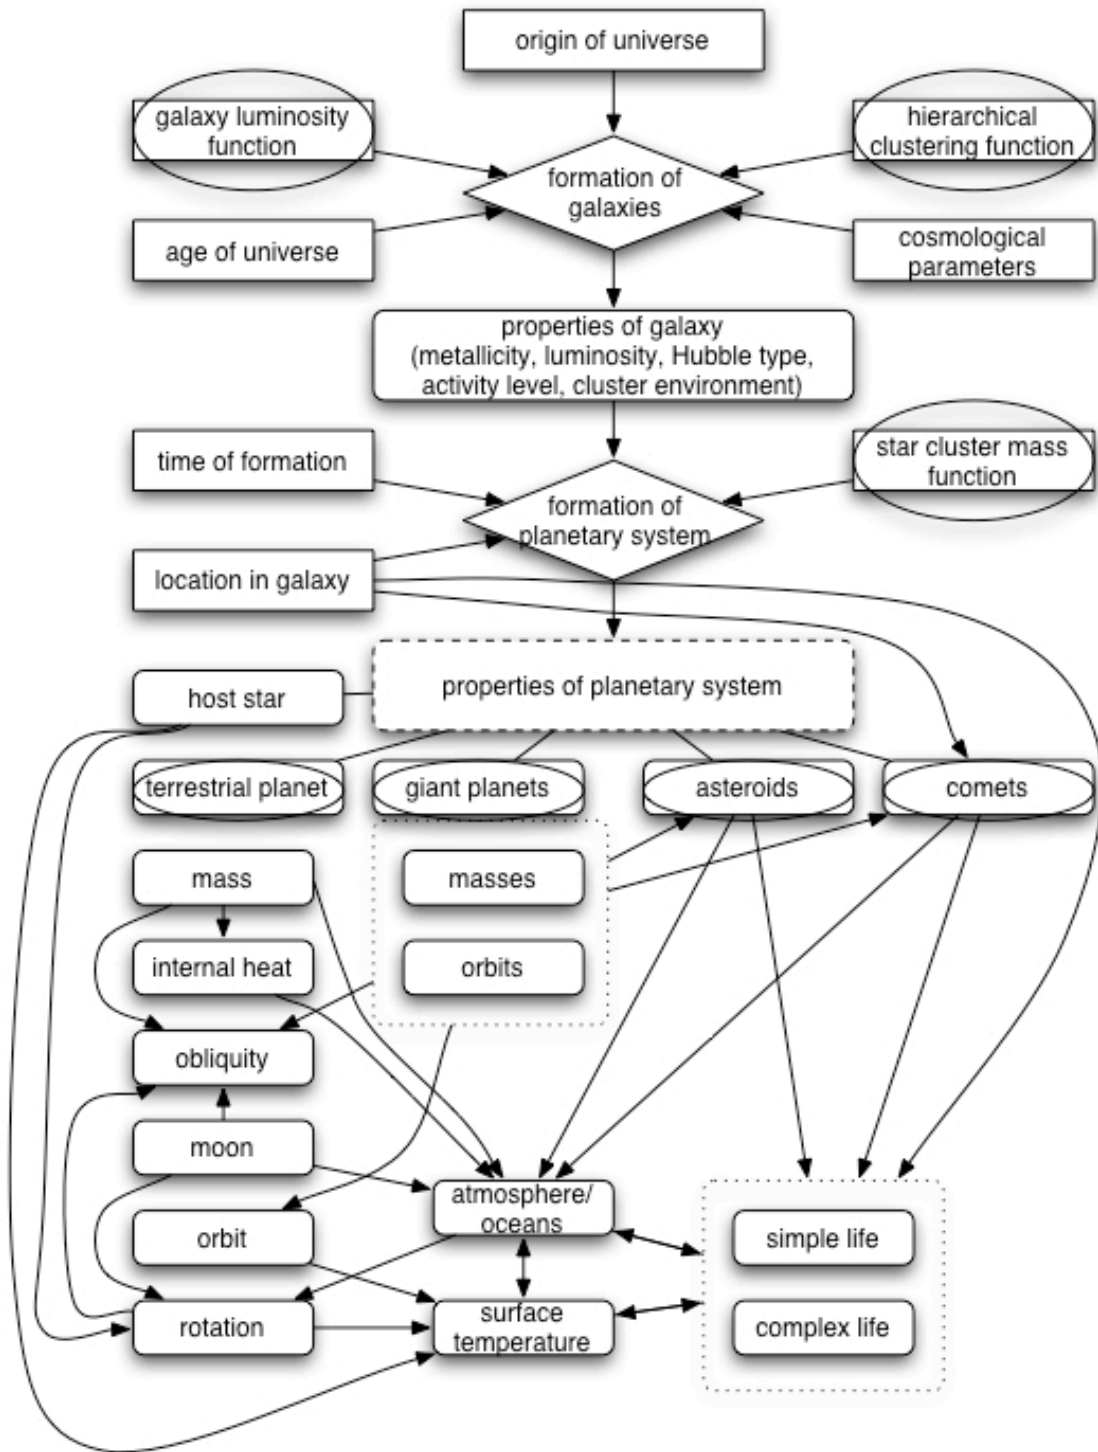 origin of universe
galaxy luminosity
function
hierarchical
clustering function
formation of
galaxies
age of universe
cosmological
parameters
properties of galaxy
(metallicity, luminosity, Hubble type,
activity level, cluster environment)
time of formation
star cluster mass
function
formation of
planetary system
location in galaxy
host star
properties of planetary system
terrestrial planet
giant planets
asteroids
comets
mass
masses
internal heat
orbits
obliquity
moon
atmosphere/
oceans
orbit
simple life
rotation
surface
temperature
complex life